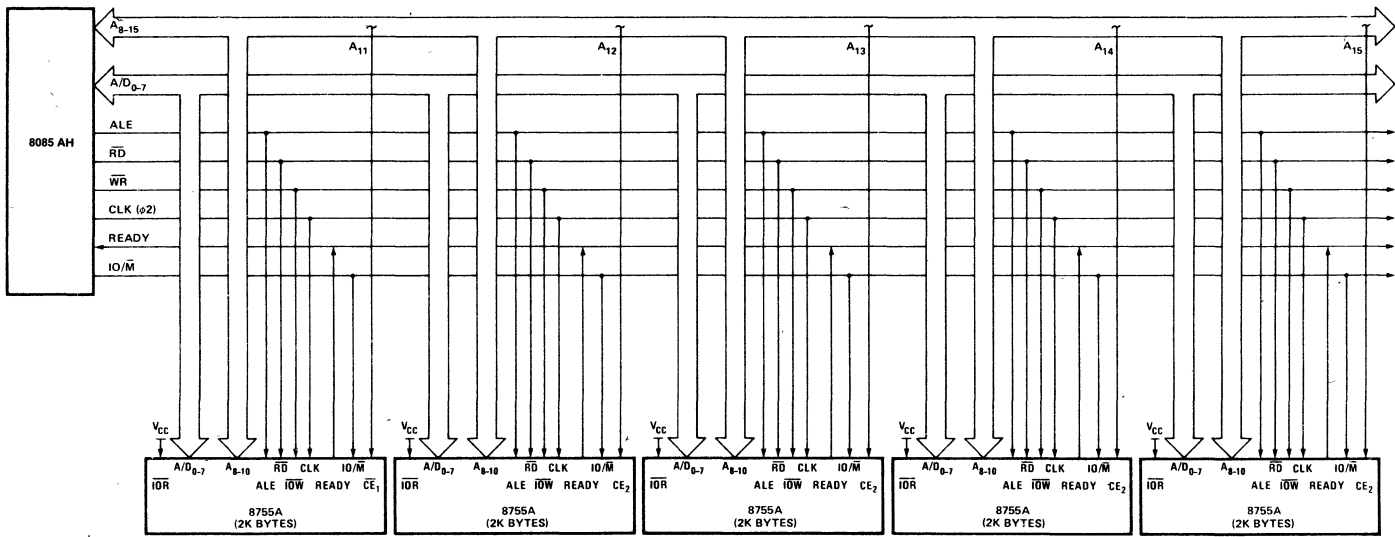 A8-15
A11
A12
A13
A14
A15
A/D0-7
8085 AH
ALE
RD
WR
CLK (φ2)
READY
IO/M
VCC
VCC
VCC
VCC
VCC
A/D0-7 A8-10 RD CLK IO/M
IOR ALE IOW READY CE1
8755A
(2K BYTES)
A/D0-7 A8-10 RD CLK IO/M
IOR ALE IOW READY CE2
8755A
(2K BYTES)
A/D0-7 A8-10 RD CLK IO/M
IOR ALE IOW READY CE2
8755A
(2K BYTES)
A/D0-7 A8-10 RD CLK IO/M
IOR ALE IOW READY CE2
8755A
(2K BYTES)
A/D0-7 A8-10 RD CLK IO/M
IOR ALE IOW READY CE2
8755A
(2K BYTES)